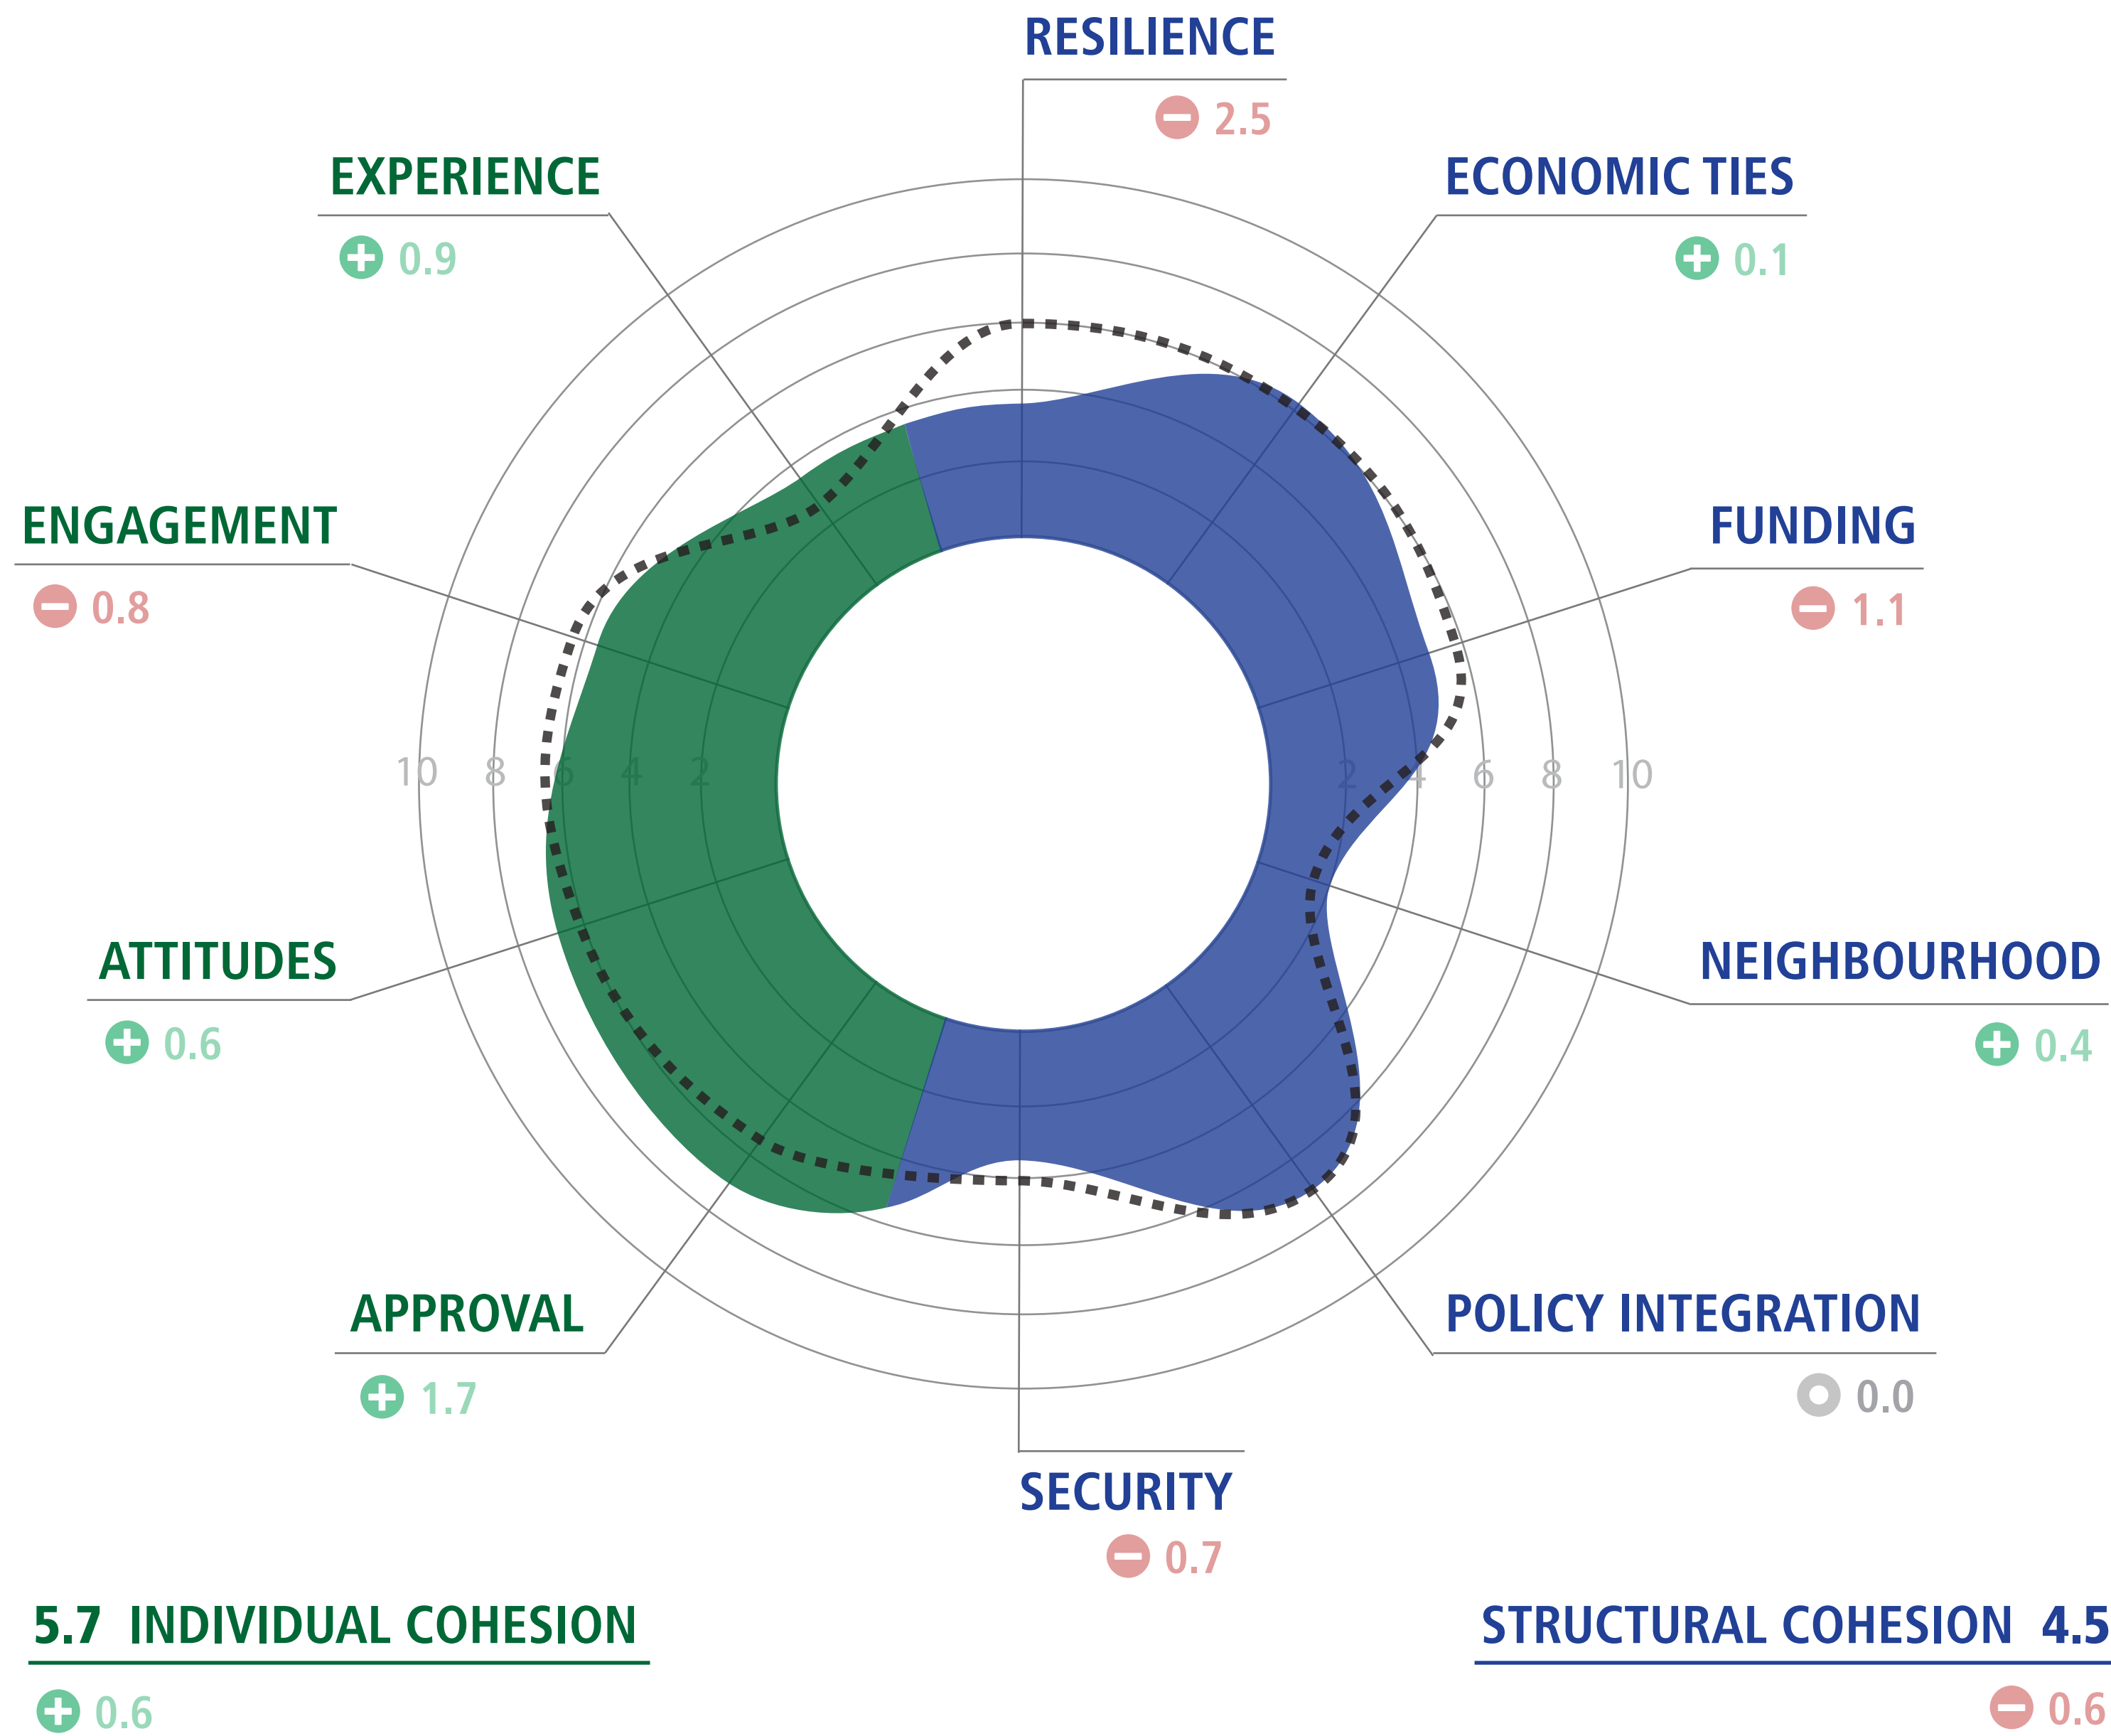 RESILIENCE
2.5
EXPERIENCE
0.9
ECONOMIC TIES
0.1
ENGAGEMENT
0.8
FUNDING
1.1
10 8 6 4 2 2 4 6 8 10
ATTITUDES
0.6
NEIGHBOURHOOD
0.4
APPROVAL
1.7
POLICY INTEGRATION
0.0
SECURITY
0.7
5.7 INDIVIDUAL COHESION
0.6
STRUCTURAL COHESION 4.5
0.6